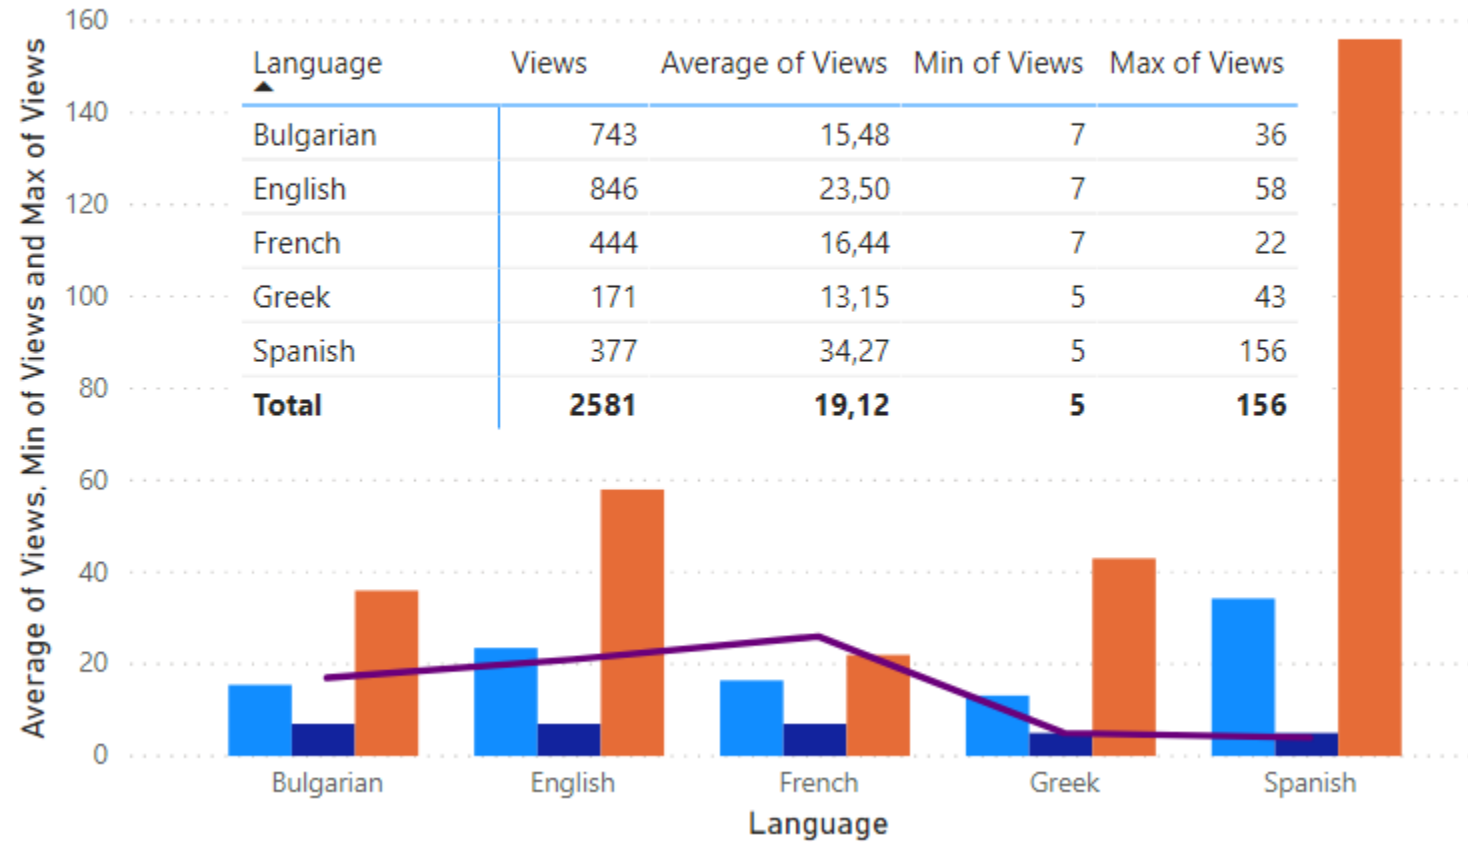 Average of Views, Min of Views and Max of Views
160
140
120
100
80
60
40
20
0
Language Views Average of Views Min of Views Max of Views
Bulgarian 743 15,48 7 36
English 846 23,50 7 58
French 444 16,44 7 22
Greek 171 13,15 5 43
Spanish 377 34,27 5 156
Total 2581 19,12 5 156
Bulgarian English French Greek Spanish
Language